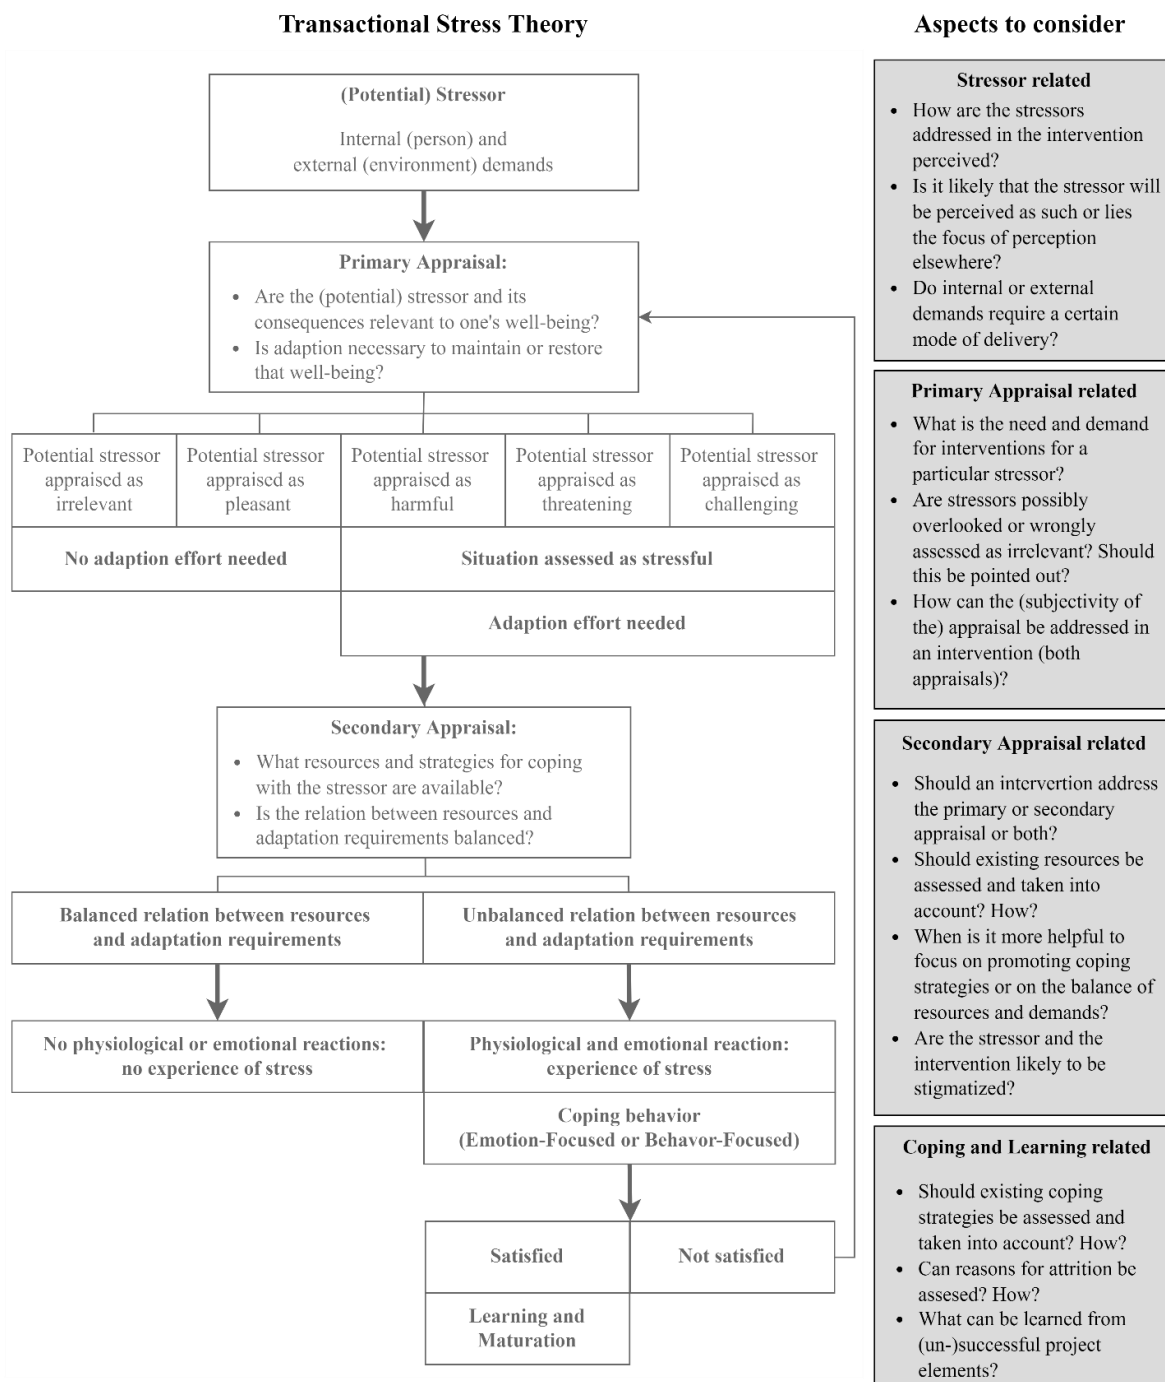 Transactional Stress Theory
(Potential) Stressor
Internal (person) and
external (environment) demands
Primary Appraisal:
• Are the (potential) stressor and its
consequences relevant to one's well-being?
• Is adaption necessary to maintain or restore
that well-being?
Potential stressor
appraised as
irrelevant
Potential stressor
appraised as
pleasant
Potential stressor
appraised as
harmful
Potential stressor
appraised as
threatening
Potential stressor
appraised as
challenging
No adaption effort needed
Situation assessed as stressful
Adaption effort needed
Secondary Appraisal:
• What resources and strategies for coping
with the stressor are available?
• Is the relation between resources and
adaptation requirements balanced?
Balanced relation between resources
and adaptation requirements
Unbalanced relation between resources
and adaptation requirements
No physiological or emotional reactions:
no experience of stress
Physiological and emotional reaction:
experience of stress
Coping behavior
(Emotion-Focused or Behavor-Focused)
Satisfied
Not satisfied
Learning and
Maturation
Aspects to consider
Stressor related
• How are the stressors
addressed in the intervention
perceived?
• Is it likely that the stressor will
be perceived as such or lies
the focus of perception
elsewhere?
• Do internal or external
demands require a certain
mode of delivery?
Primary Appraisal related
• What is the need and demand
for interventions for a
particular stressor?
• Are stressors possibly
overlooked or wrongly
assessed as irrelevant? Should
this be pointed out?
• How can the (subjectivity of
the) appraisal be addressed in
an intervention (both
appraisals)?
Secondary Appraisal related
• Should an intervertion address
the primary or secondary
appraisal or both?
• Should existing resources be
assessed and taken into
account? How?
• When is it more helpful to
focus on promoting coping
strategies or on the balance of
resources and demands?
• Are the stressor and the
intervention likely to be
stigmatized?
Coping and Learning related
• Should existing coping
strategies be assessed and
taken into account? How?
• Can reasons for attrition be
assesed? How?
• What can be learned from
(un-)successful project
elements?